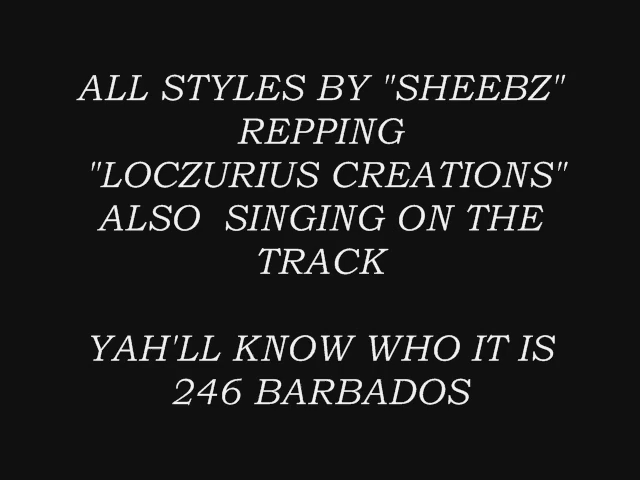 ALL STYLES BY "SHEEBZ"
REPPING
"LOCZURIUS CREATIONS"
ALSO  SINGING ON THE
TRACK
YAH'LL KNOW WHO IT IS
246 BARBADOS